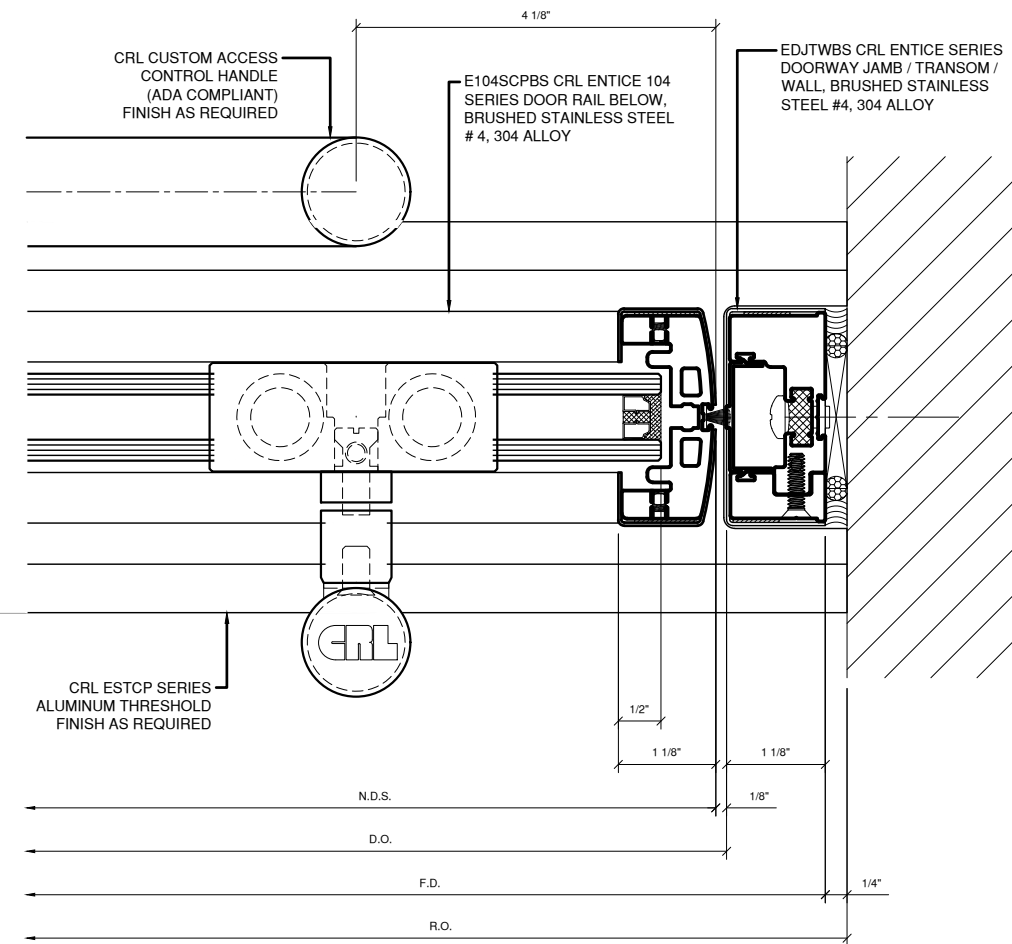 4 1/8"
CRL CUSTOM ACCESS
CONTROL HANDLE
(ADA COMPLIANT)
FINISH AS REQUIRED
E104SCPBS CRL ENTICE 104
SERIES DOOR RAIL BELOW,
BRUSHED STAINLESS STEEL
# 4, 304 ALLOY
EDJTWBS CRL ENTICE SERIES
DOORWAY JAMB / TRANSOM /
WALL, BRUSHED STAINLESS
STEEL #4, 304 ALLOY
CRL
CRL ESTCP SERIES
ALUMINUM THRESHOLD
FINISH AS REQUIRED
1/2"
1 1/8"
1 1/8"
N.D.S.
1/8"
D.O.
F.D.
1/4"
R.O.